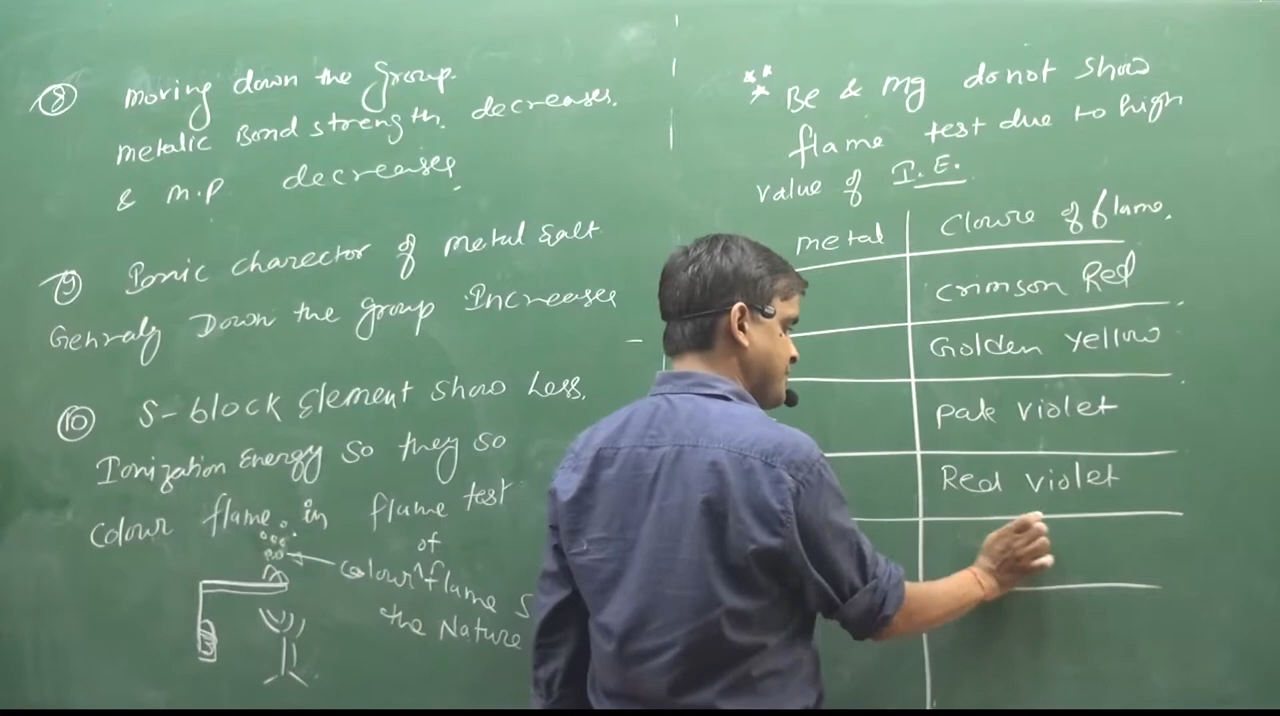 ⑧ moving down the group.
metalic Bond strength. decreases.
& m.p. decreases.
⑨ Ionic charector of metal salt
Genraly Down the group Increases
⑩ S-block Element show Less.
Ionization Energy so they so
Colour flame in flame test
of
colour flame S
the Nature
Be & mg do not show
flame test due to high
value of I.E.
metal Cloure of flame.
Crimson Red
Golden yellow
Pale violet
Red violet